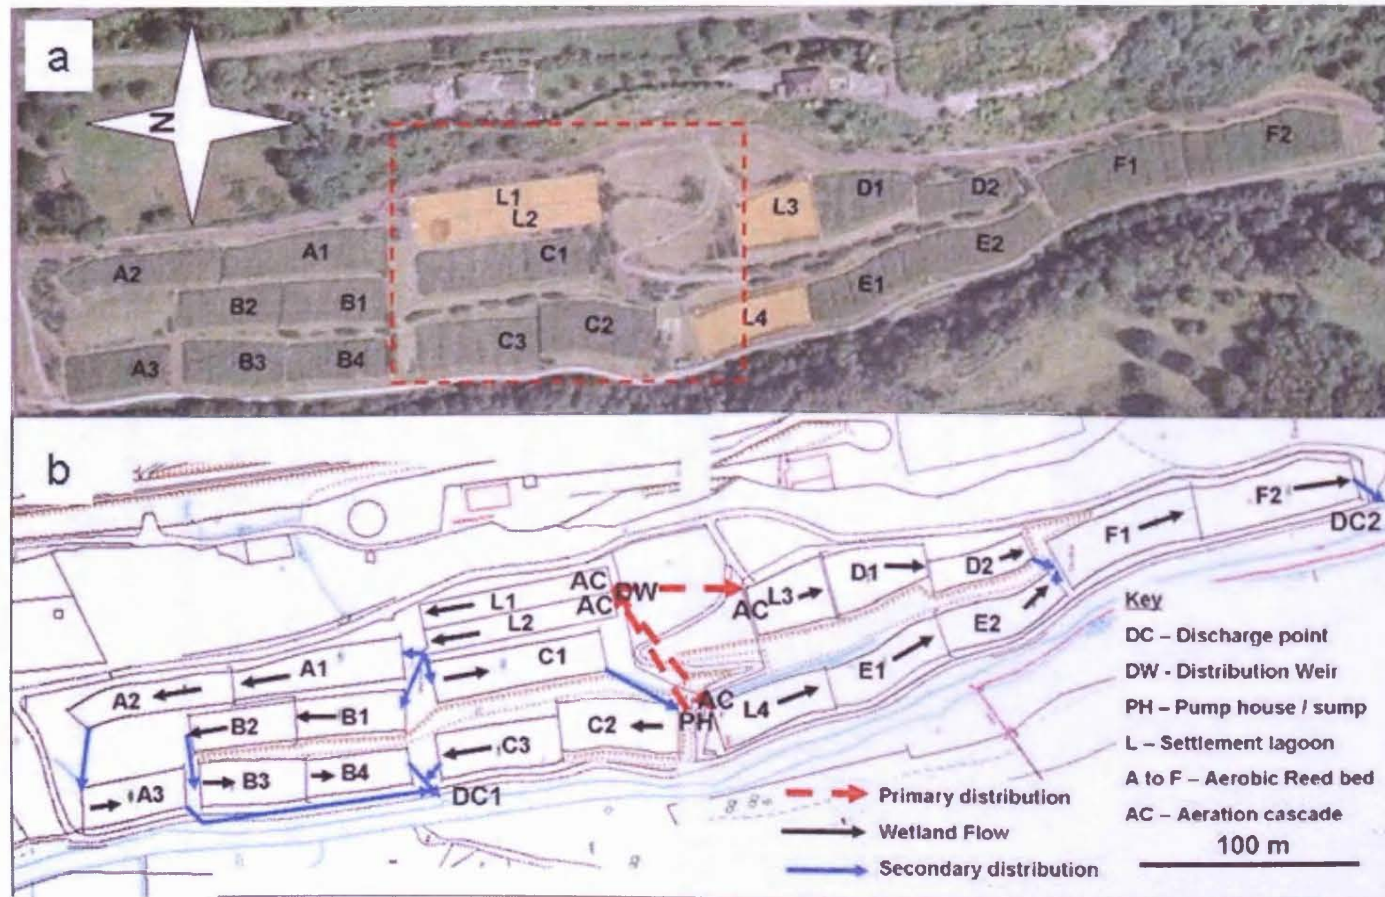 a
N
L1
L2
L3
D1
D2
F1
F2
A2
A1
C1
E2
E1
B2
B1
L4
C2
C3
A3
B3
B4
b
F2
DC2
F1
AC
DW
AC
L3
AC
D1
D2
L1
L2
E2
A1
A2
C1
E1
B2
B1
AC
PH
L4
C2
C3
A3
B3
B4
DC1
Key
DC – Discharge point
DW - Distribution Weir
PH – Pump house / sump
L – Settlement lagoon
A to F – Aerobic Reed bed
AC – Aeration cascade
100 m
Primary distribution
Wetland Flow
Secondary distribution